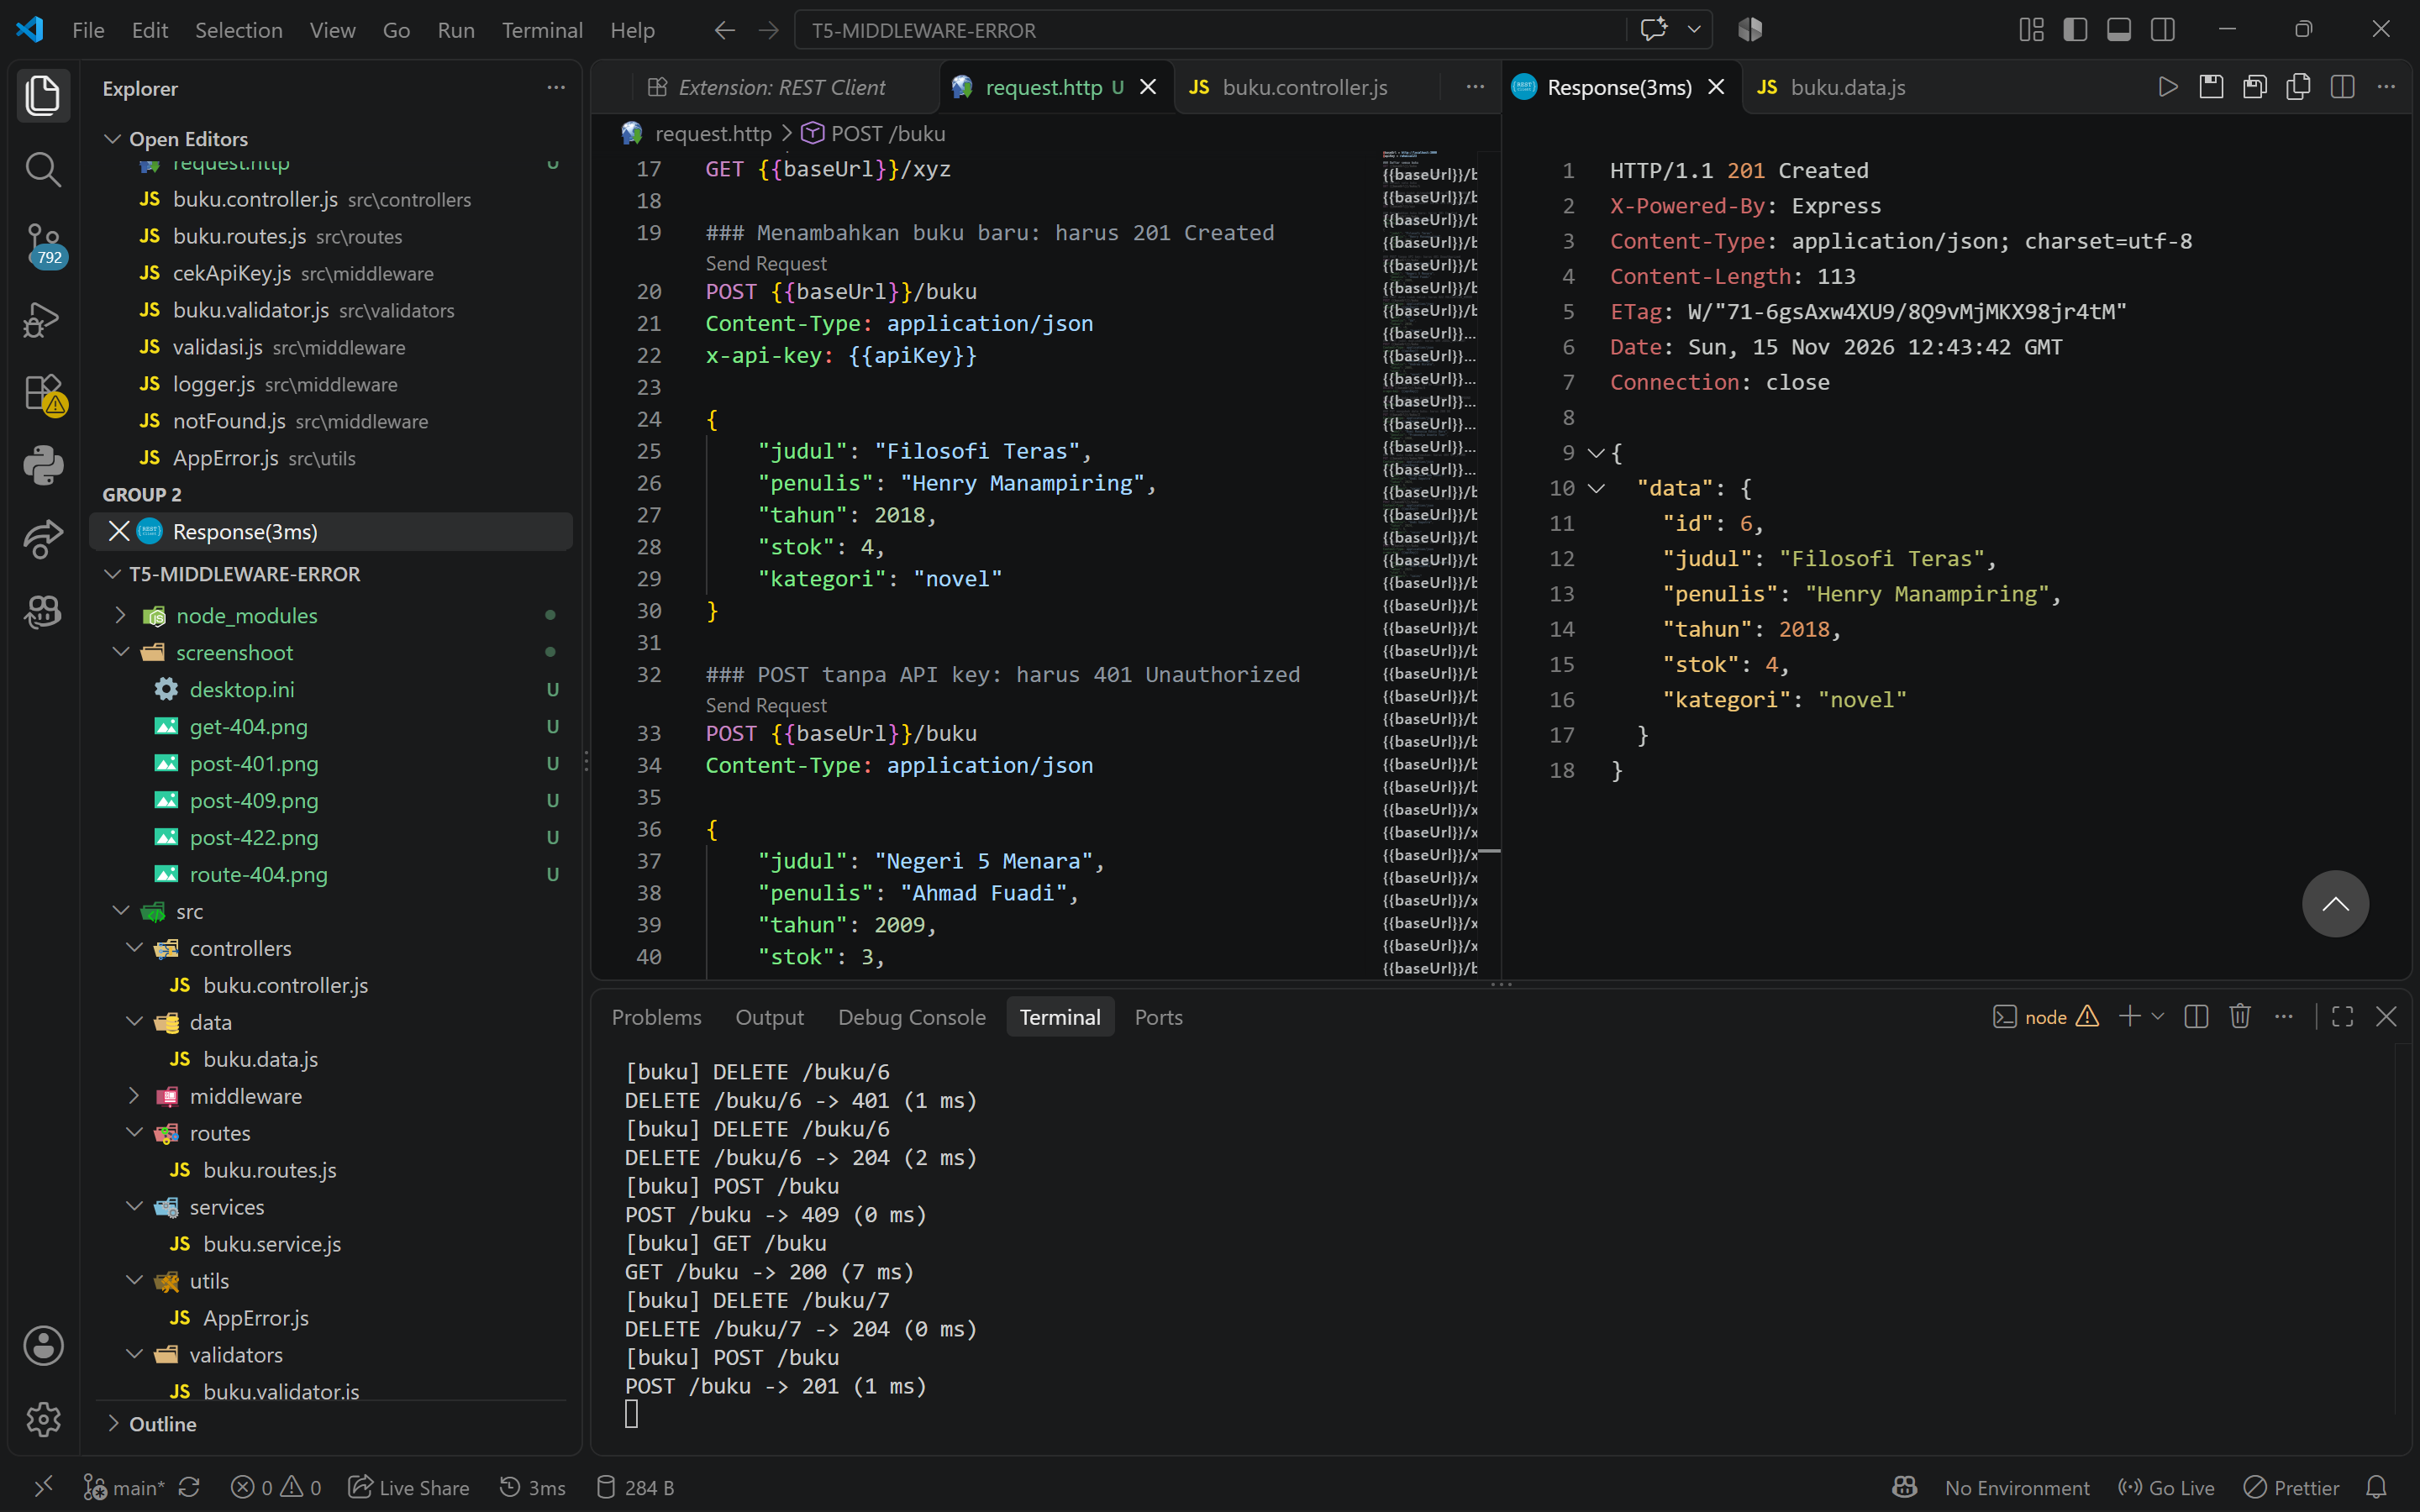 File Edit Selection View Go Run Terminal Help
T5-MIDDLEWARE-ERROR
Explorer
Open Editors
request.http U
JS buku.controller.js src\controllers
JS buku.routes.js src\routes
JS cekApiKey.js src\middleware
JS buku.validator.js src\validators
JS validasi.js src\middleware
JS logger.js src\middleware
JS notFound.js src\middleware
JS AppError.js src\utils
GROUP 2
Response(3ms)
T5-MIDDLEWARE-ERROR
node_modules
screenshoot
desktop.ini U
get-404.png U
post-401.png U
post-409.png U
post-422.png U
route-404.png U
src
controllers
JS buku.controller.js
data
JS buku.data.js
middleware
routes
JS buku.routes.js
services
JS buku.service.js
utils
JS AppError.js
validators
JS buku.validator.js
Outline
792
Extension: REST Client
request.http U
JS buku.controller.js
request.http > POST /buku
17 GET {{baseUrl}}/xyz
18
19 ### Menambahkan buku baru: harus 201 Created
Send Request
20 POST {{baseUrl}}/buku
21 Content-Type: application/json
22 x-api-key: {{apiKey}}
23
24 {
25 "judul": "Filosofi Teras",
26 "penulis": "Henry Manampiring",
27 "tahun": 2018,
28 "stok": 4,
29 "kategori": "novel"
30 }
31
32 ### POST tanpa API key: harus 401 Unauthorized
Send Request
33 POST {{baseUrl}}/buku
34 Content-Type: application/json
35
36 {
37 "judul": "Negeri 5 Menara",
38 "penulis": "Ahmad Fuadi",
39 "tahun": 2009,
40 "stok": 3,
Response(3ms)
JS buku.data.js
1 HTTP/1.1 201 Created
2 X-Powered-By: Express
3 Content-Type: application/json; charset=utf-8
4 Content-Length: 113
5 ETag: W/"71-6gsAxw4XU9/8Q9vMjMKX98jr4tM"
6 Date: Sun, 15 Nov 2026 12:43:42 GMT
7 Connection: close
8
9 {
10 "data": {
11 "id": 6,
12 "judul": "Filosofi Teras",
13 "penulis": "Henry Manampiring",
14 "tahun": 2018,
15 "stok": 4,
16 "kategori": "novel"
17 }
18 }
Problems Output Debug Console Terminal Ports
node
[buku] DELETE /buku/6
DELETE /buku/6 -> 401 (1 ms)
[buku] DELETE /buku/6
DELETE /buku/6 -> 204 (2 ms)
[buku] POST /buku
POST /buku -> 409 (0 ms)
[buku] GET /buku
GET /buku -> 200 (7 ms)
[buku] DELETE /buku/7
DELETE /buku/7 -> 204 (0 ms)
[buku] POST /buku
POST /buku -> 201 (1 ms)
main* 0 0 Live Share 3ms 284 B
No Environment Go Live Prettier